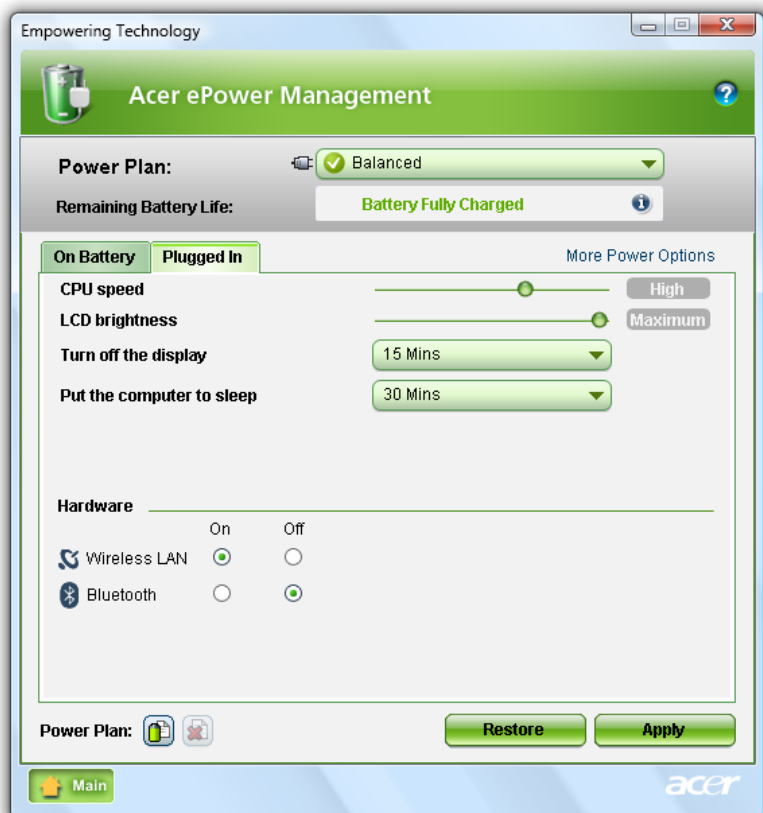 Empowering Technology
Acer ePower Management
Power Plan: Balanced
Remaining Battery Life: Battery Fully Charged
On Battery Plugged In More Power Options
CPU speed High
LCD brightness Maximum
Turn off the display 15 Mins
Put the computer to sleep 30 Mins
Hardware
On Off
Wireless LAN
Bluetooth
Power Plan: Restore Apply
Main acer